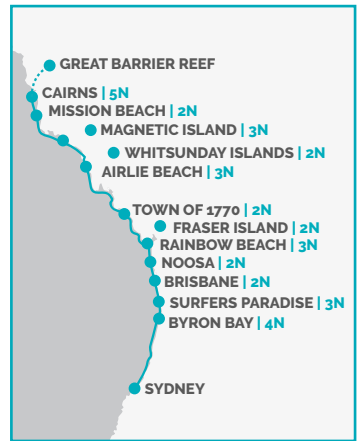 GREAT BARRIER REEF
CAIRNS | 5N
MISSION BEACH | 2N
MAGNETIC ISLAND | 3N
WHITSUNDAY ISLANDS | 2N
AIRLIE BEACH | 3N
TOWN OF 1770 | 2N
FRASER ISLAND | 2N
RAINBOW BEACH | 3N
NOOSA | 2N
BRISBANE | 2N
SURFERS PARADISE | 3N
BYRON BAY | 4N
SYDNEY